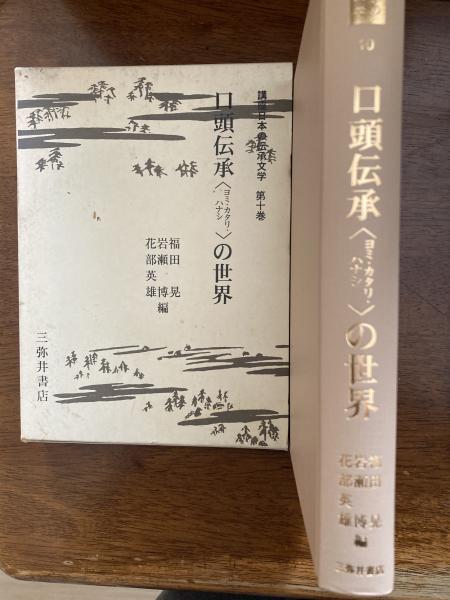 講座日本の伝承文学 第十巻
口頭伝承〈ヨミ・カタリ・ハナシ〉の世界
福田 晃
岩瀬 博 編
花部英雄
三弥井書店
10
口頭伝承〈ヨミ・カタリ・ハナシ〉の世界
福田 晃
岩瀬 博 編
花部英雄
三弥井書店